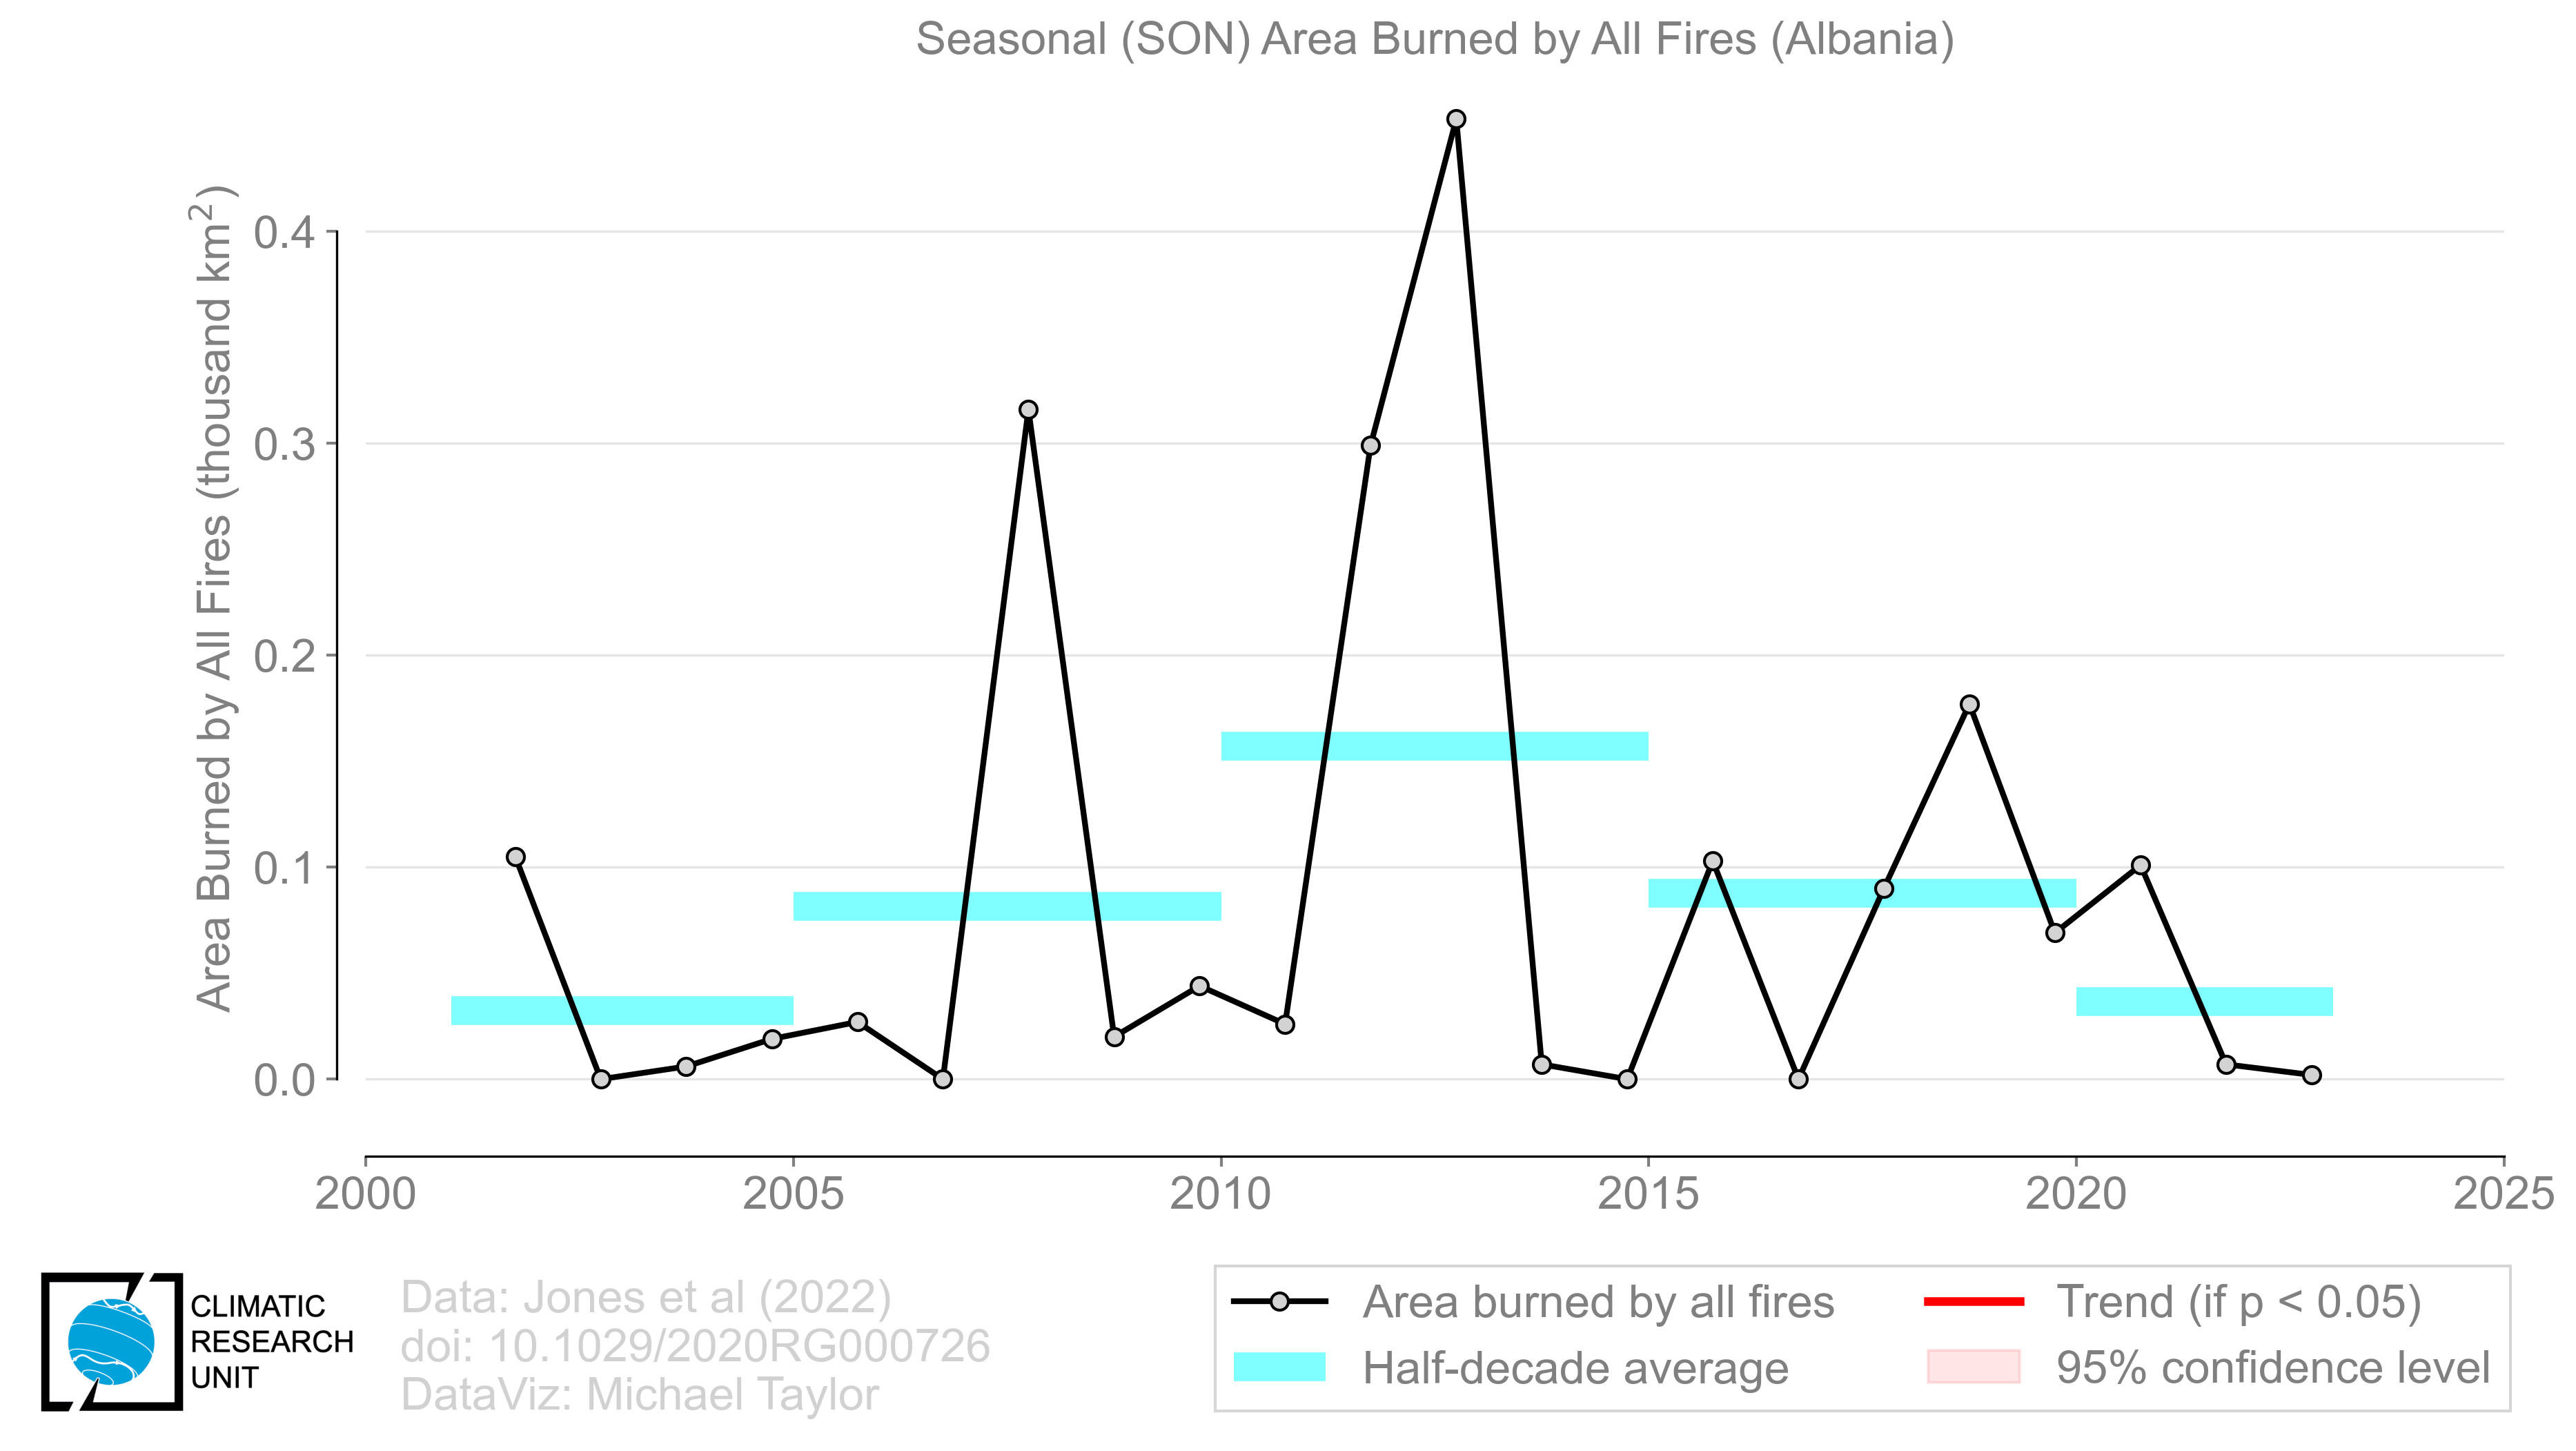 Seasonal (SON) Area Burned by All Fires (Albania)
Area Burned by All Fires (thousand km²)
0.4
0.3
0.2
0.1
0.0
2000 2005 2010 2015 2020 2025
CLIMATIC
RESEARCH
UNIT
Data: Jones et al (2022)
doi: 10.1029/2020RG000726
DataViz: Michael Taylor
Area burned by all fires
Half-decade average
Trend (if p < 0.05)
95% confidence level